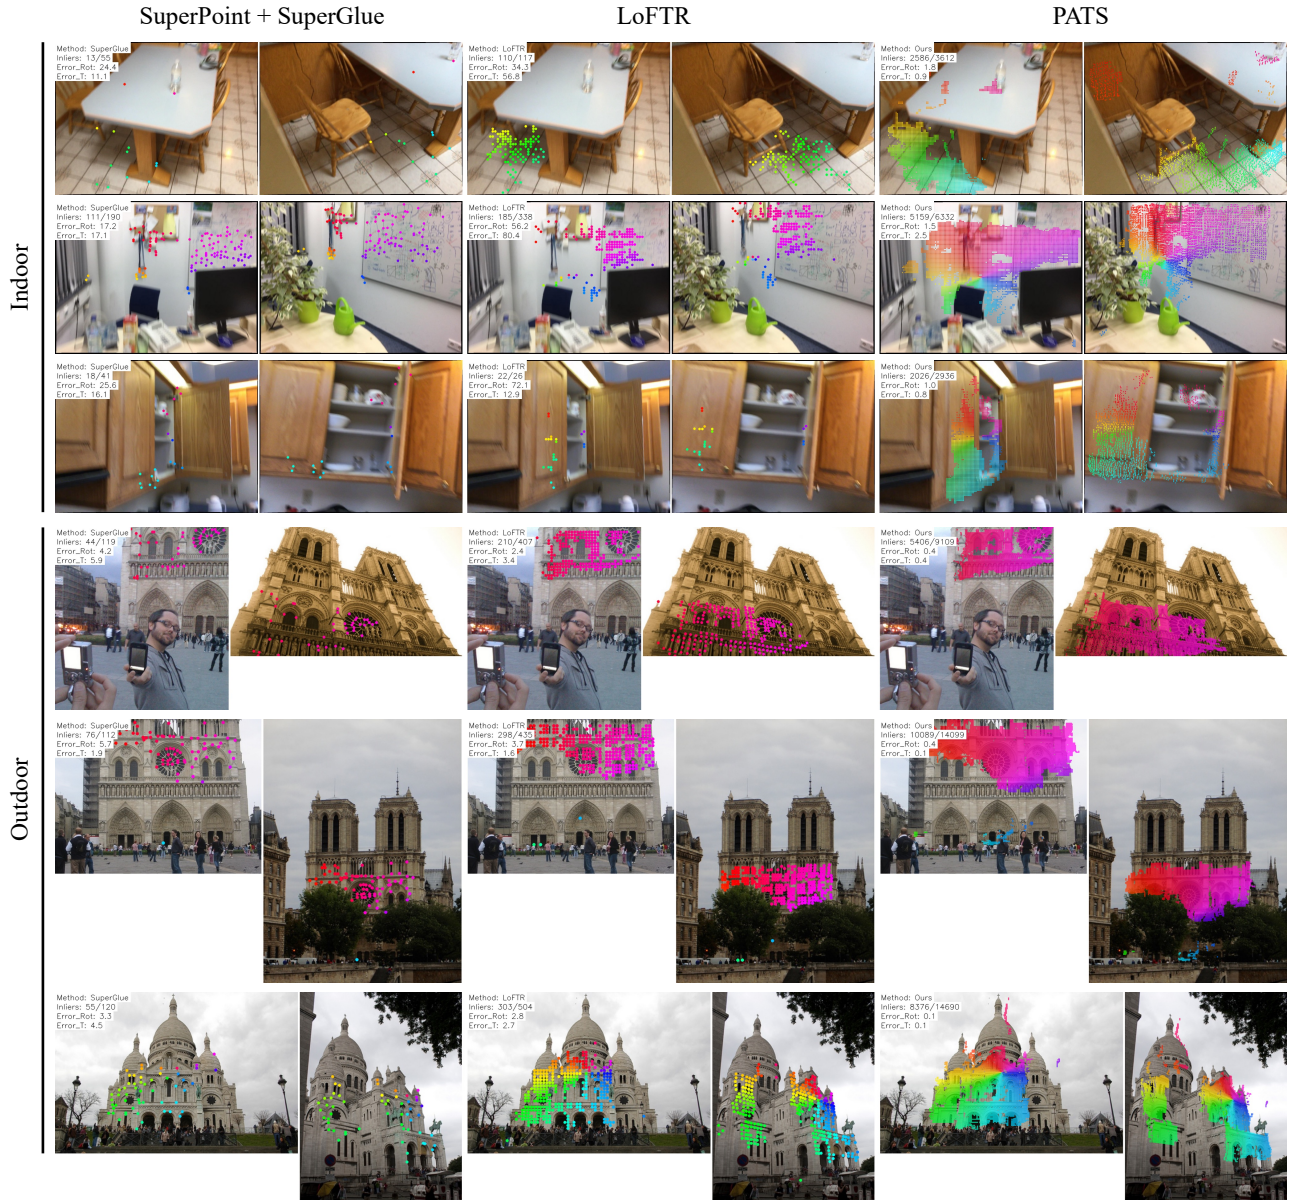 SuperPoint + SuperGlue
LoFTR
PATS
Indoor
Method: SuperGlue
Inliers: 13/55
Error_Rot: 24.4
Error_T: 11.1
Method: LoFTR
Inliers: 110/117
Error_Rot: 34.3
Error_T: 56.8
Method: Ours
Inliers: 2586/3612
Error_Rot: 1.8
Error_T: 0.9
Method: SuperGlue
Inliers: 111/190
Error_Rot: 17.2
Error_T: 17.1
Method: LoFTR
Inliers: 185/338
Error_Rot: 56.2
Error_T: 80.4
Method: Ours
Inliers: 5159/6332
Error_Rot: 1.5
Error_T: 2.5
Method: SuperGlue
Inliers: 18/41
Error_Rot: 25.6
Error_T: 16.1
Method: LoFTR
Inliers: 22/26
Error_Rot: 72.1
Error_T: 12.9
Method: Ours
Inliers: 2026/2936
Error_Rot: 1.0
Error_T: 0.8
Outdoor
Method: SuperGlue
Inliers: 44/119
Error_Rot: 4.2
Error_T: 5.9
Method: LoFTR
Inliers: 210/407
Error_Rot: 2.4
Error_T: 3.4
Method: Ours
Inliers: 5406/9109
Error_Rot: 0.4
Error_T: 0.4
Method: SuperGlue
Inliers: 76/112
Error_Rot: 5.7
Error_T: 1.9
Method: LoFTR
Inliers: 298/435
Error_Rot: 3.7
Error_T: 1.6
Method: Ours
Inliers: 10089/14099
Error_Rot: 0.4
Error_T: 0.1
Method: SuperGlue
Inliers: 55/120
Error_Rot: 3.3
Error_T: 4.5
Method: LoFTR
Inliers: 303/504
Error_Rot: 2.8
Error_T: 2.7
Method: Ours
Inliers: 8376/14690
Error_Rot: 0.1
Error_T: 0.1